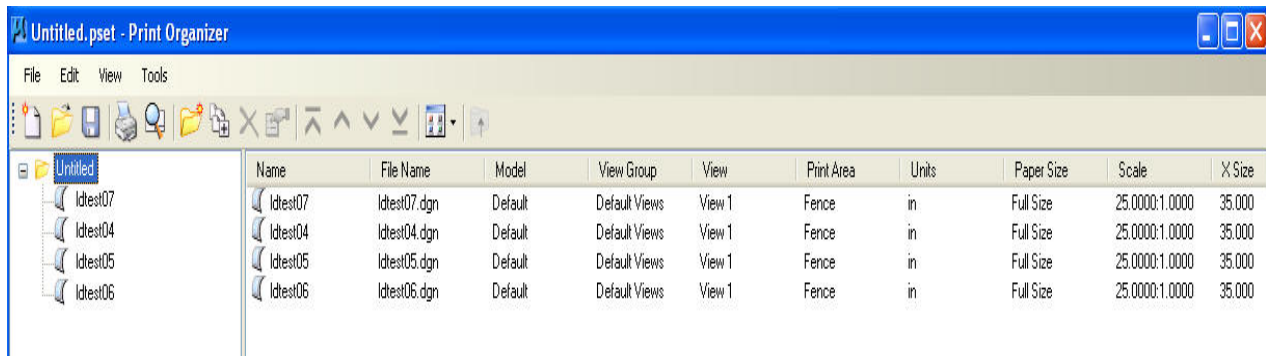 Untitled.pset - Print Organizer
File Edit View Tools
Untitled
ldtest07
ldtest04
ldtest05
ldtest06
Name File Name Model View Group View Print Area Units Paper Size Scale X Size
ldtest07 ldtest07.dgn Default Default Views View 1 Fence in Full Size 25.0000:1.0000 35.000
ldtest04 ldtest04.dgn Default Default Views View 1 Fence in Full Size 25.0000:1.0000 35.000
ldtest05 ldtest05.dgn Default Default Views View 1 Fence in Full Size 25.0000:1.0000 35.000
ldtest06 ldtest06.dgn Default Default Views View 1 Fence in Full Size 25.0000:1.0000 35.000